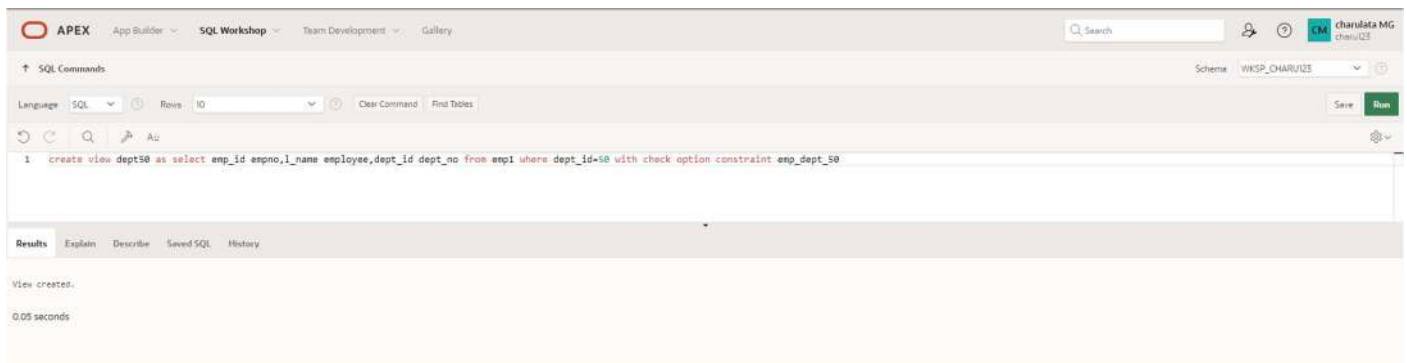 APEX App Builder SQL Workshop Team Development Gallery Search CM charulata MG
charu123
SQL Commands Schema WKSP_CHARU123
Language SQL Rows 10 Clear Command Find Tables Save Run
1 create view dept50 as select emp_id empno,l_name employee,dept_id dept_no from emp1 where dept_id=50 with check option constraint emp_dept_50
Results Explain Describe Saved SQL History
View created.
0.05 seconds